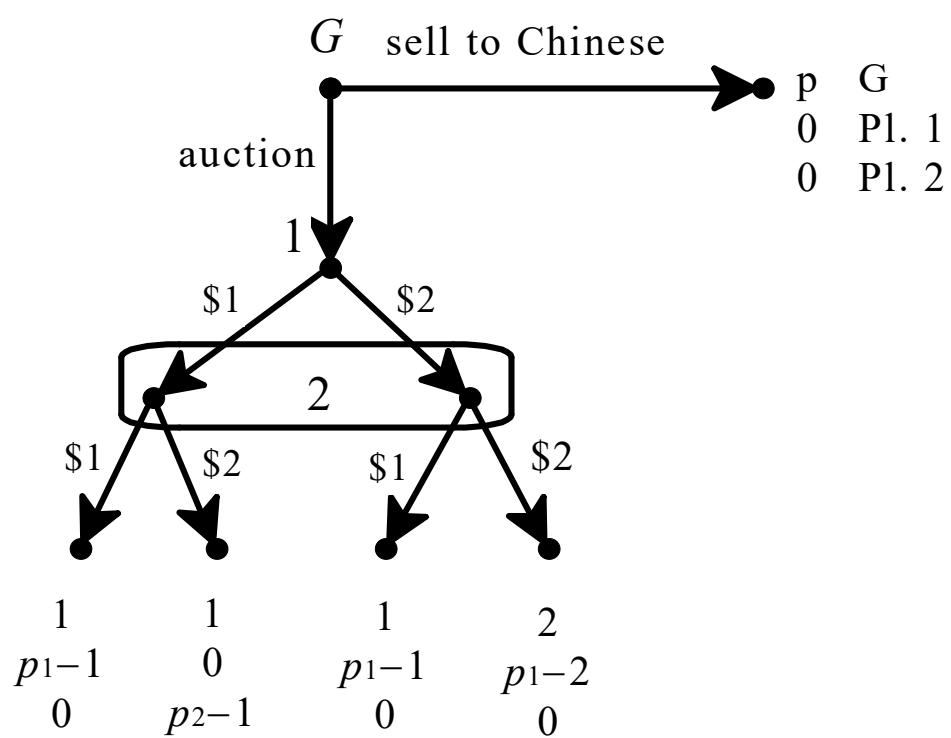 G sell to Chinese
p G
0 Pl. 1
0 Pl. 2
auction
1
$1 $2
2
$1 $2 $1 $2
1 1 1 2
p1−1 0 p1−1 p1−2
0 p2−1 0 0